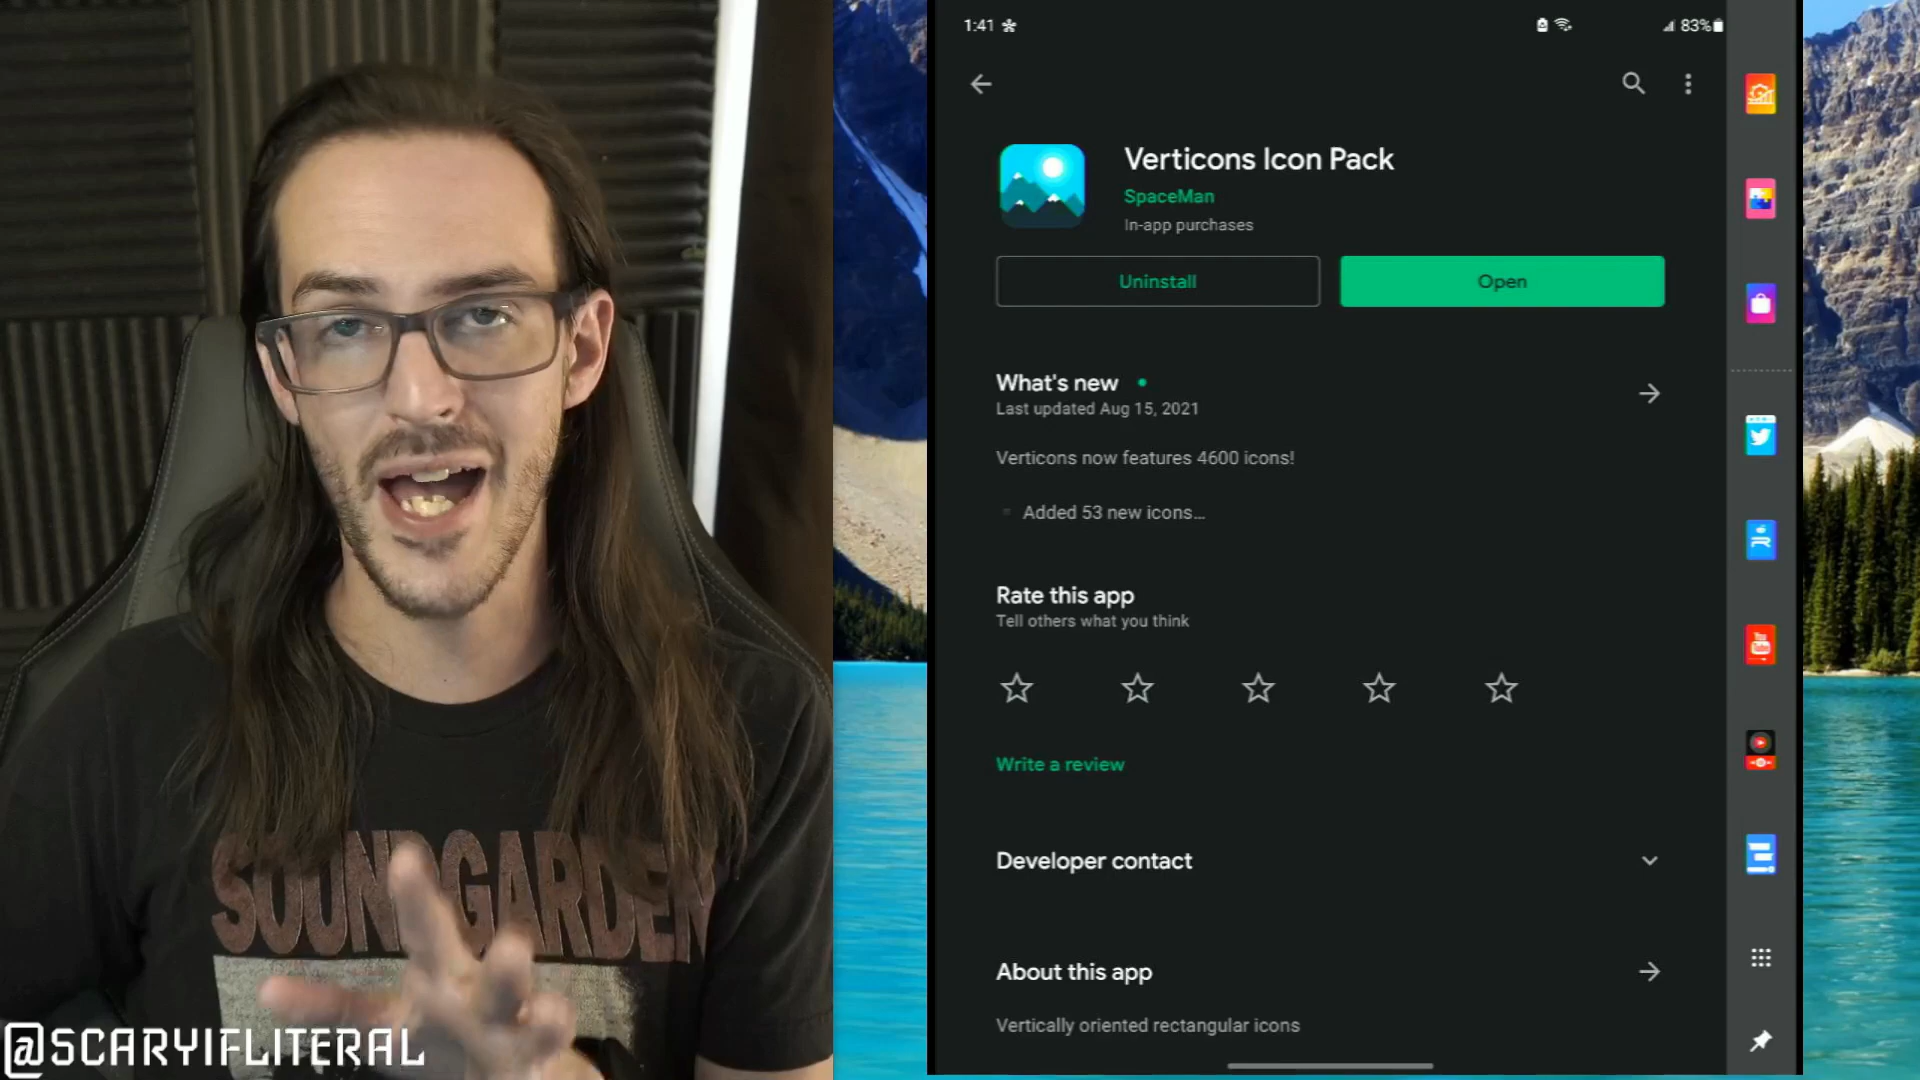 1:41
83%
Verticons Icon Pack
SpaceMan
In-app purchases
Uninstall
Open
What's new
Last updated Aug 15, 2021
Verticons now features 4600 icons!
Added 53 new icons...
Rate this app
Tell others what you think
Write a review
Developer contact
About this app
Vertically oriented rectangular icons
You
Tube
SOUNDGARDEN
@SCARYIFLITERAL